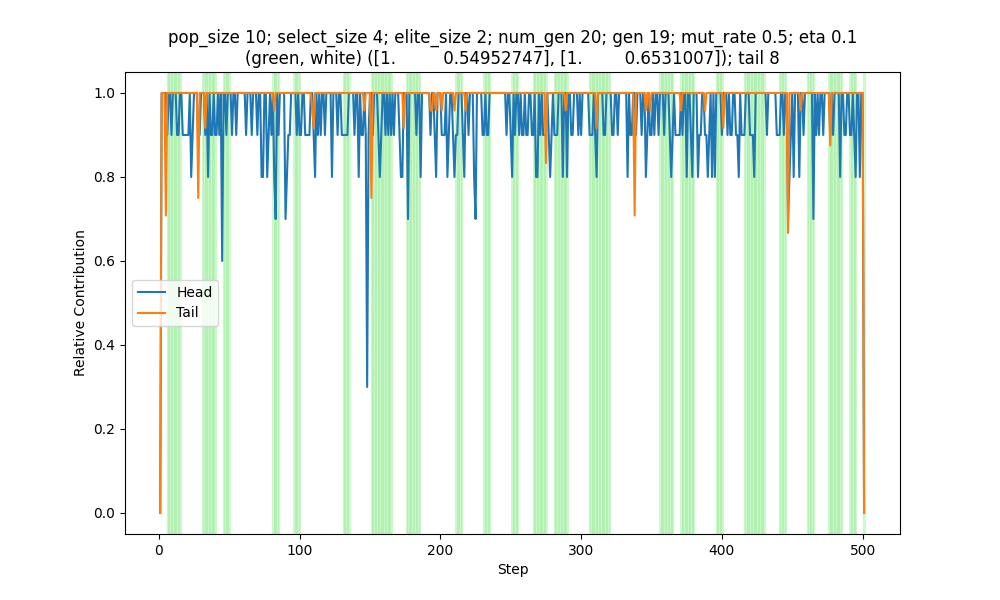 pop_size 10; select_size 4; elite_size 2; num_gen 20; gen 19; mut_rate 0.5; eta 0.1
(green, white) ([1. 0.54952747], [1. 0.6531007]); tail 8
1.0
0.8
0.6
0.4
0.2
0.0
Relative Contribution
Head
Tail
0 100 200 300 400 500
Step